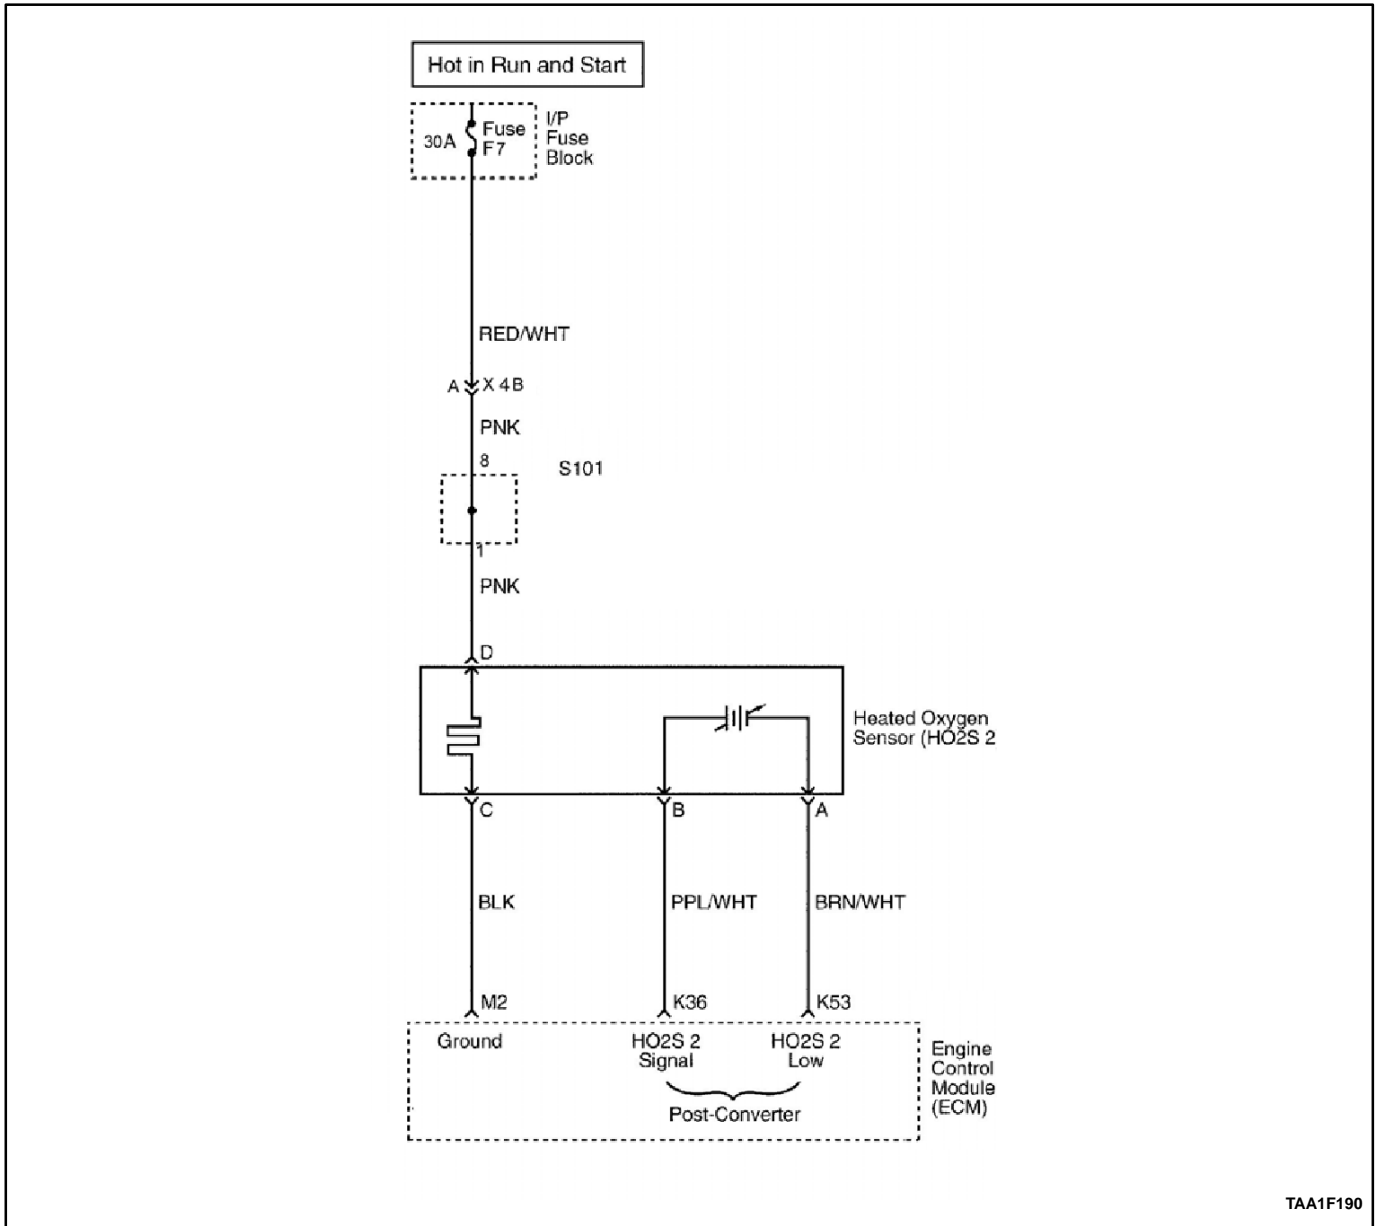 Hot in Run and Start
30A
Fuse
F7
I/P
Fuse
Block
RED/WHT
A
X 4B
PNK
8
S101
1
PNK
D
Heated Oxygen
Sensor (HO2S 2
C
B
A
BLK
PPL/WHT
BRN/WHT
M2
K36
K53
Ground
HO2S 2
Signal
HO2S 2
Low
Post-Converter
Engine
Control
Module
(ECM)
TAA1F190